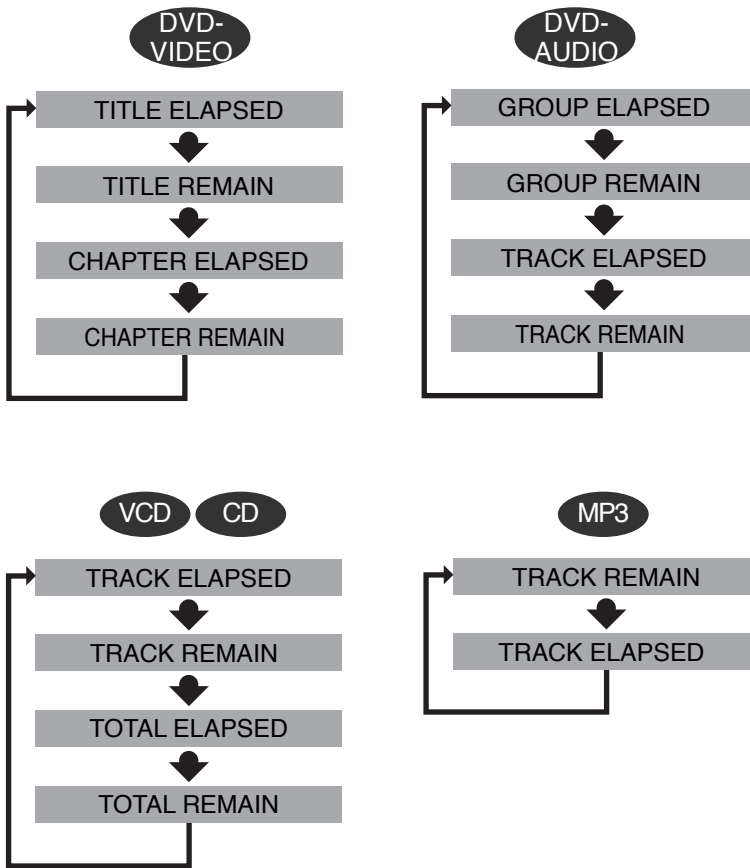 DVD-
VIDEO
TITLE ELAPSED
TITLE REMAIN
CHAPTER ELAPSED
CHAPTER REMAIN
DVD-
AUDIO
GROUP ELAPSED
GROUP REMAIN
TRACK ELAPSED
TRACK REMAIN
VCD CD
TRACK ELAPSED
TRACK REMAIN
TOTAL ELAPSED
TOTAL REMAIN
MP3
TRACK REMAIN
TRACK ELAPSED